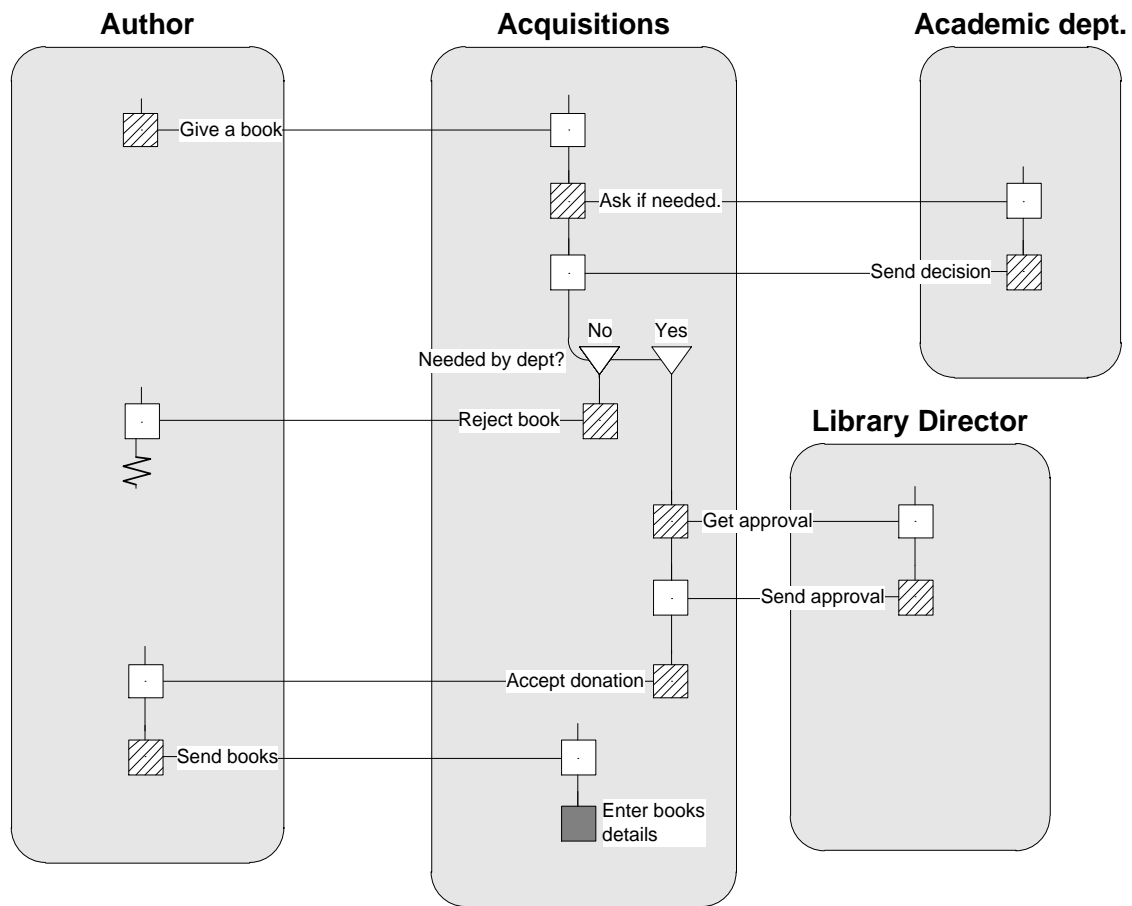 Author
Acquisitions
Academic dept.
Give a book
Ask if needed.
Send decision
No
Yes
Needed by dept?
Reject book
Library Director
Get approval
Send approval
Accept donation
Send books
Enter books
details